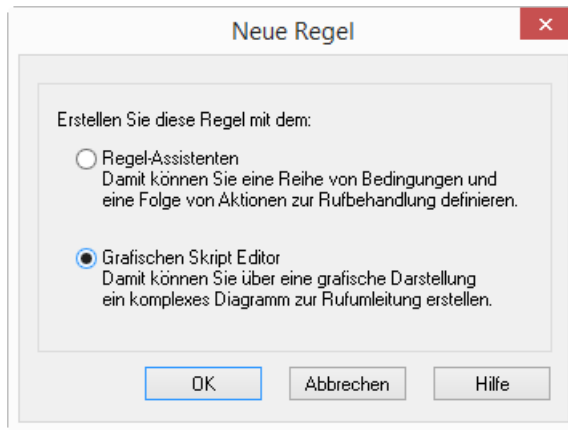 Neue Regel
Erstellen Sie diese Regel mit dem:
Regel-Assistenten
Damit können Sie eine Reihe von Bedingungen und
eine Folge von Aktionen zur Rufbehandlung definieren.
Grafischen Skript Editor
Damit können Sie über eine grafische Darstellung
ein komplexes Diagramm zur Rufumleitung erstellen.
OK Abbrechen Hilfe